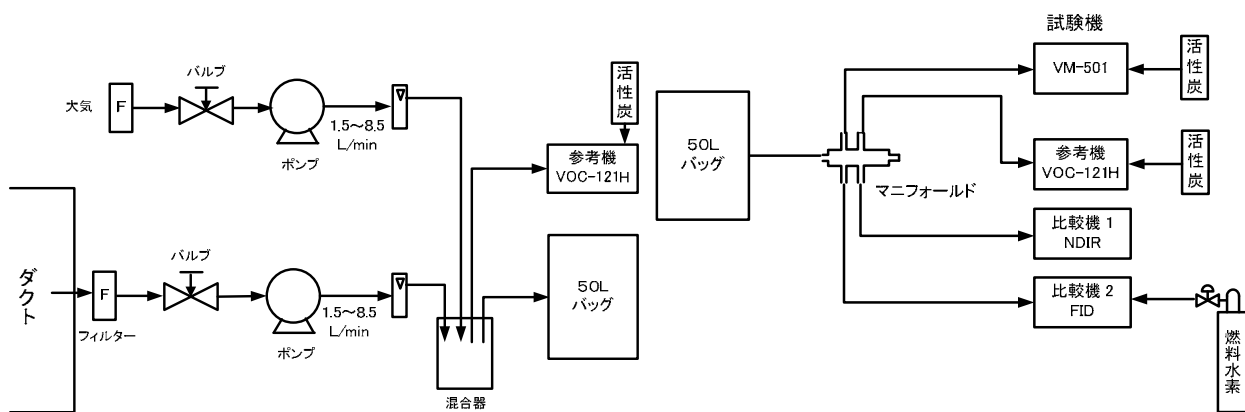 大気
F
バルブ
ポンプ
1.5～8.5
L/min
活性炭
参考機
VOC-121H
ダクト
F
フィルター
バルブ
ポンプ
1.5～8.5
L/min
混合器
50L
バッグ
50L
バッグ
マニフォールド
試験機
VM-501
活性炭
参考機
VOC-121H
活性炭
比較機1
NDIR
比較機2
FID
燃料水素